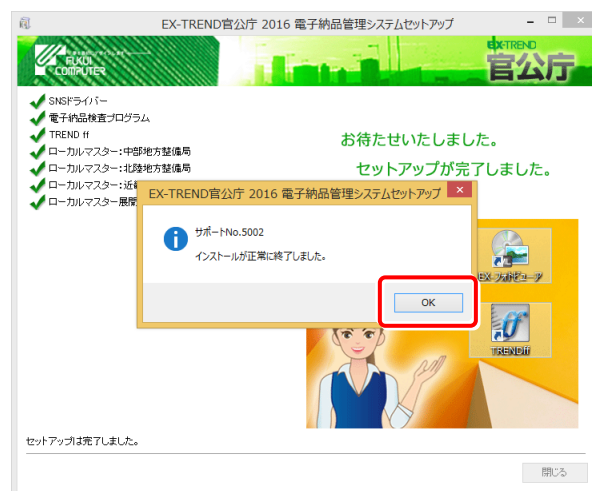 EX-TREND官公庁 2016 電子納品管理システムセットアップ
FUKUI
COMPUTER
EX-TREND
官公庁
SNSドライバー
電子納品検査プログラム
TREND ff
ローカルマスター:中部地方整備局
ローカルマスター:北陸地方整備局
ローカルマスター:近
ローカルマスター展開
お待たせいたしました。
セットアップが完了しました。
EX-TREND官公庁 2016 電子納品管理システムセットアップ
サポートNo.5002
インストールが正常に終了しました。
OK
TRENDff
セットアップは完了しました。
閉じる